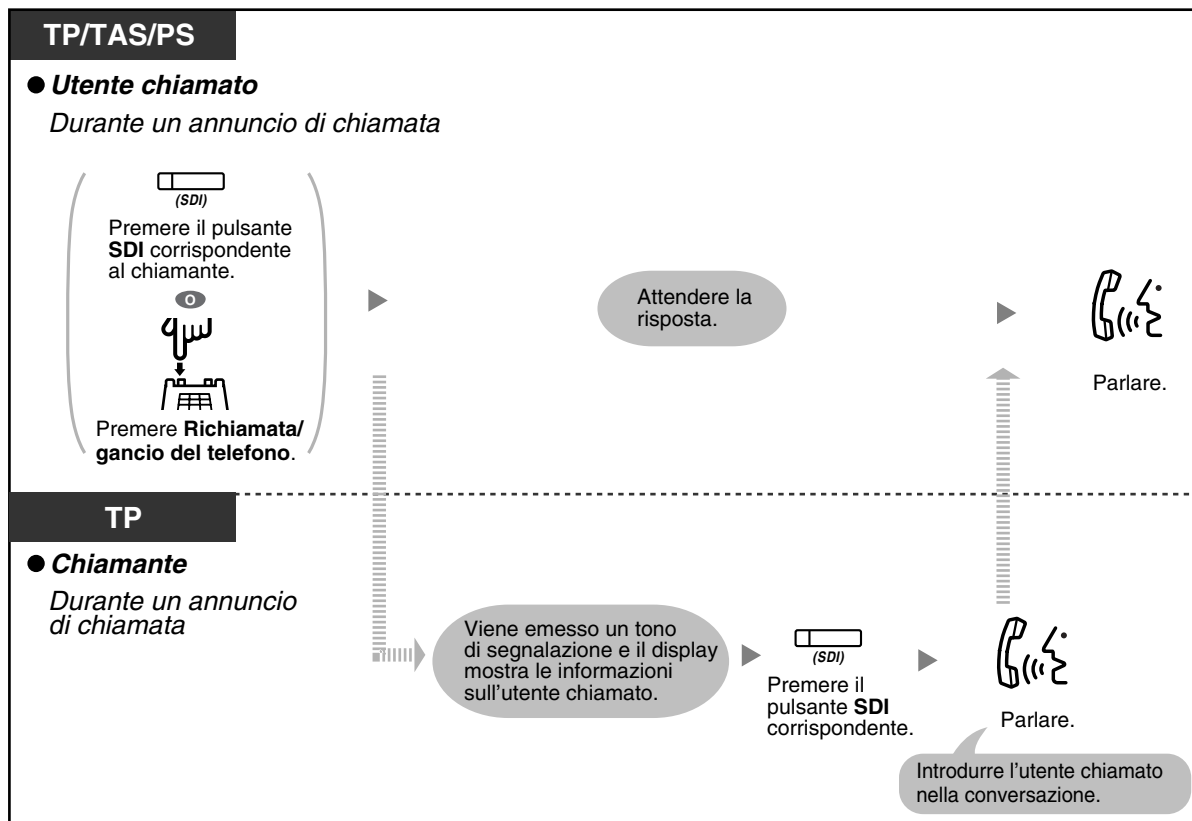 TP/TAS/PS
● Utente chiamato
Durante un annuncio di chiamata
(SDI)
Premere il pulsante
SDI corrispondente
al chiamante.
O
Premere Richiamata/
gancio del telefono.
Attendere la
risposta.
Parlare.
TP
● Chiamante
Durante un annuncio
di chiamata
Viene emesso un tono
di segnalazione e il display
mostra le informazioni
sull'utente chiamato.
(SDI)
Premere il
pulsante SDI
corrispondente.
Parlare.
Introdurre l'utente chiamato
nella conversazione.